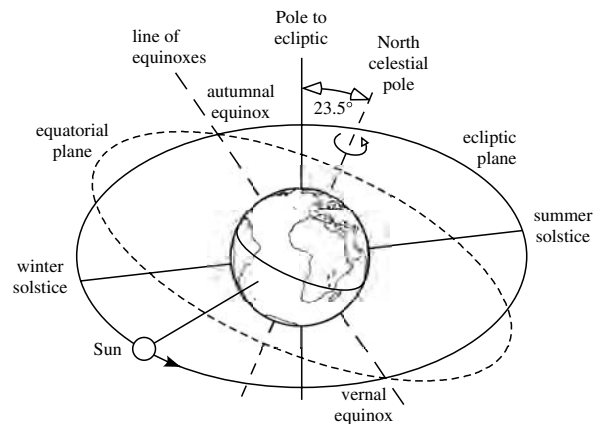 Pole to
ecliptic
line of
equinoxes
North
celestial
pole
autumnal
equinox
23.5°
equatorial
plane
ecliptic
plane
summer
solstice
winter
solstice
Sun
vernal
equinox